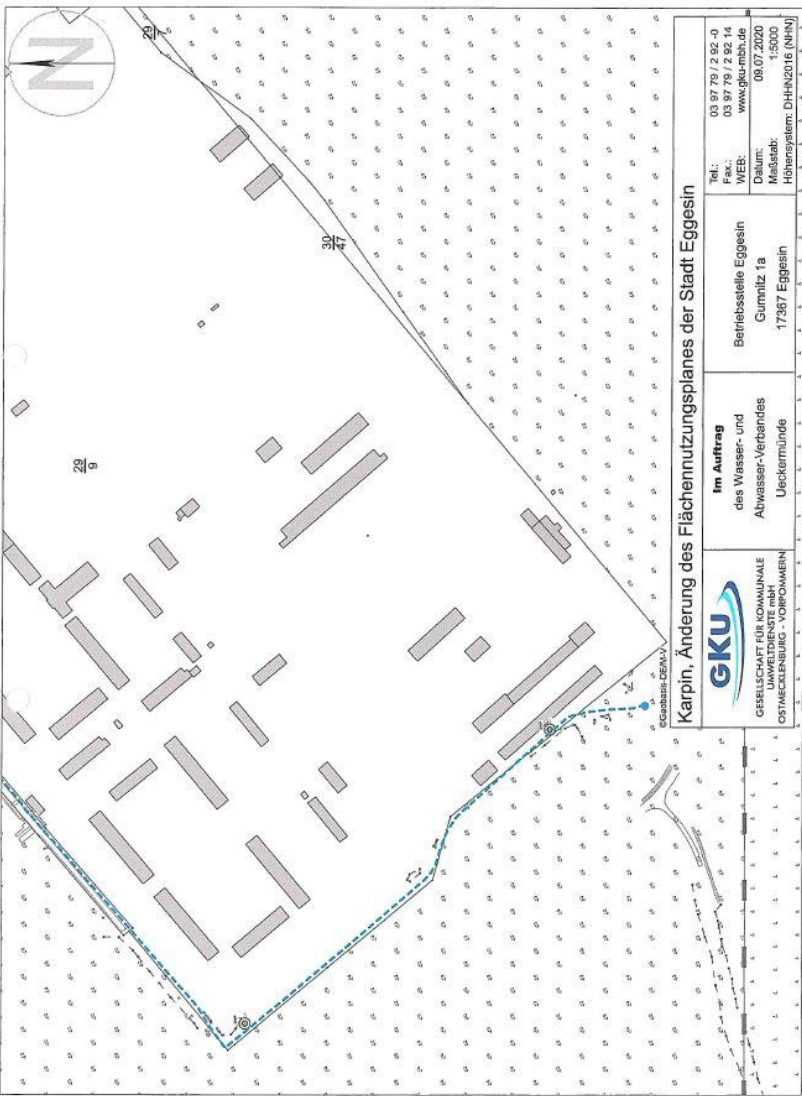 N
29
7
30
47
29
9
©Geobasis-DE/M-V
Karpin, Änderung des Flächennutzungsplanes der Stadt Eggesin
GKU
GESELLSCHAFT FÜR KOMMUNALE
UMWELTDIENSTE mbH
OSTMECKLENBURG - VORPOMMERN
Im Auftrag
des Wasser- und
Abwasser-Verbandes
Ueckermünde
Betriebsstelle Eggesin
Gumnitz 1a
17367 Eggesin
Tel.: 03 97 79 / 2 92 -0
Fax.: 03 97 79 / 2 92 14
WEB: www.gku-mbh.de
Datum: 09.07.2020
Maßstab: 1:5000
Höhensystem: DHHN2016 (NHN)